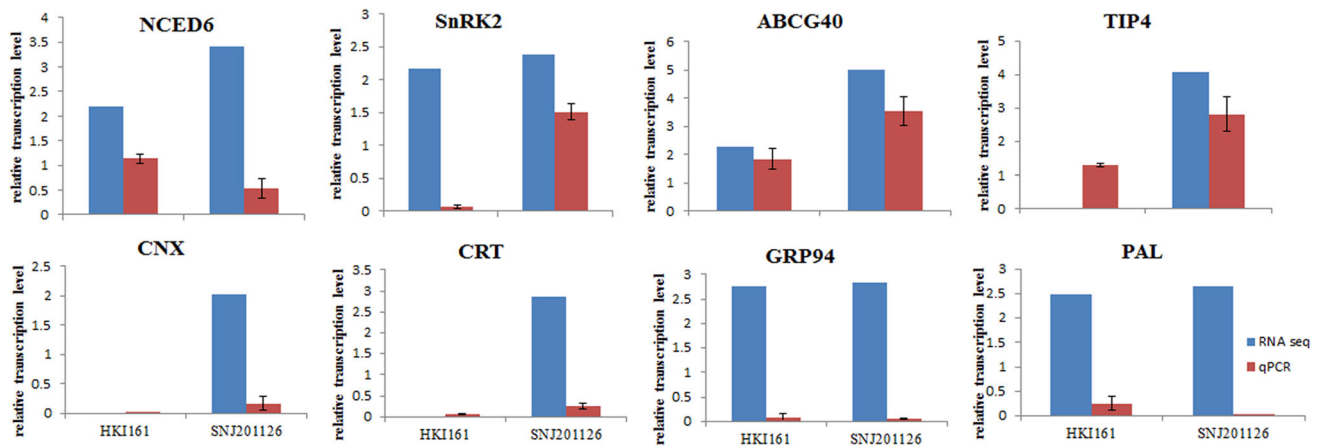 NCED6
relative transcription level
4
3.5
3
2.5
2
1.5
1
0.5
0
SnRK2
relative transcription level
3
2.5
2
1.5
1
0.5
0
ABCG40
relative transcription level
6
5
4
3
2
1
0
TIP4
relative transcription level
5
4
3
2
1
0
CNX
relative transcription level
2.5
2
1.5
1
0.5
0
HKI161
SNJ201126
CRT
relative transcription level
3.5
3
2.5
2
1.5
1
0.5
0
HKI161
SNJ201126
GRP94
relative transcription level
3
2.5
2
1.5
1
0.5
0
HKI161
SNJ201126
PAL
relative transcription level
3
2.5
2
1.5
1
0.5
0
HKI161
SNJ201126
RNA seq
qPCR